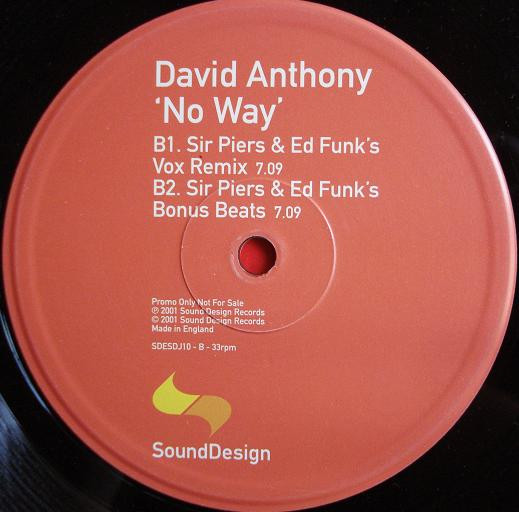 David Anthony
‘No Way’
B1. Sir Piers & Ed Funk's
Vox Remix 7.09
B2. Sir Piers & Ed Funk's
Bonus Beats 7.09
Promo Only Not For Sale
℗ 2001 Sound Design Records
© 2001 Sound Design Records
Made in England
SDESDJ10 - B - 33rpm
SoundDesign